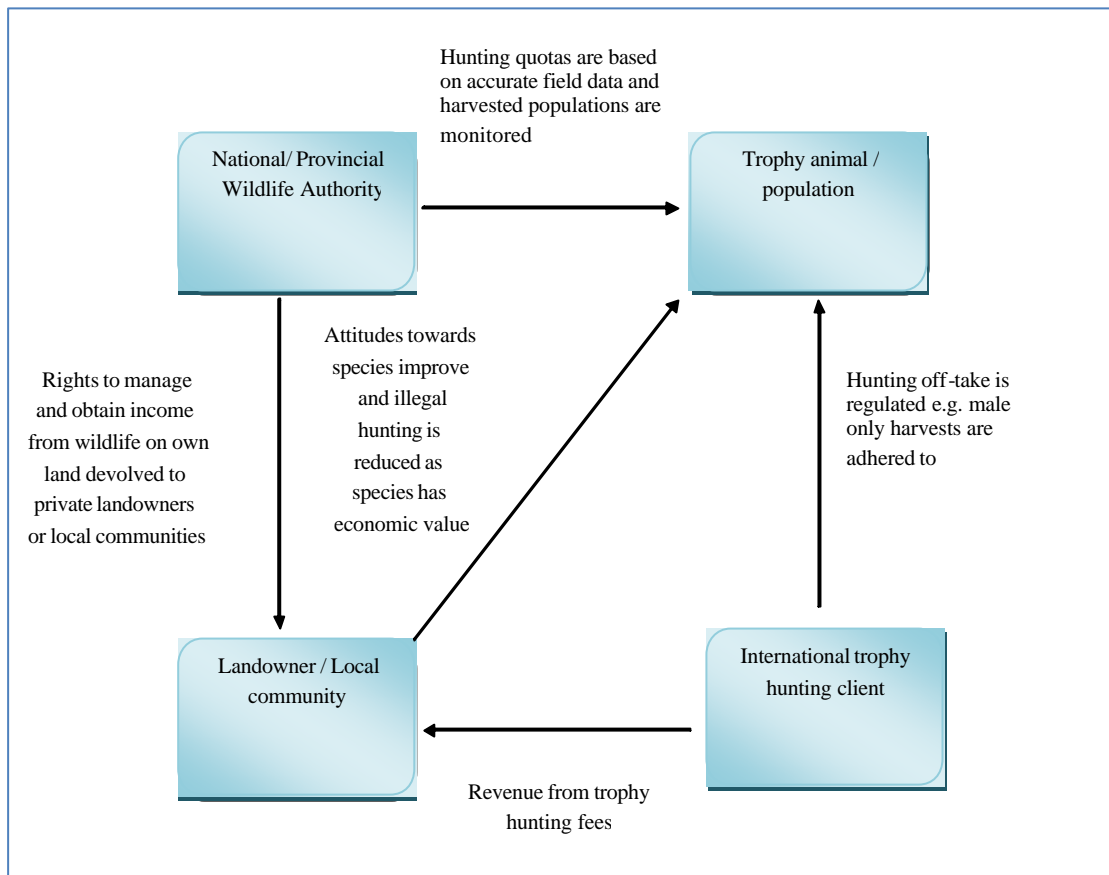 Hunting quotas are based
on accurate field data and
harvested populations are
monitored
National/ Provincial
Wildlife Authority
Trophy animal /
population
Rights to manage
and obtain income
from wildlife on own
land devolved to
private landowners
or local communities
Attitudes towards
species improve
and illegal
hunting is
reduced as
species has
economic value
Hunting off-take is
regulated e.g. male
only harvests are
adhered to
Landowner / Local
community
International trophy
hunting client
Revenue from trophy
hunting fees